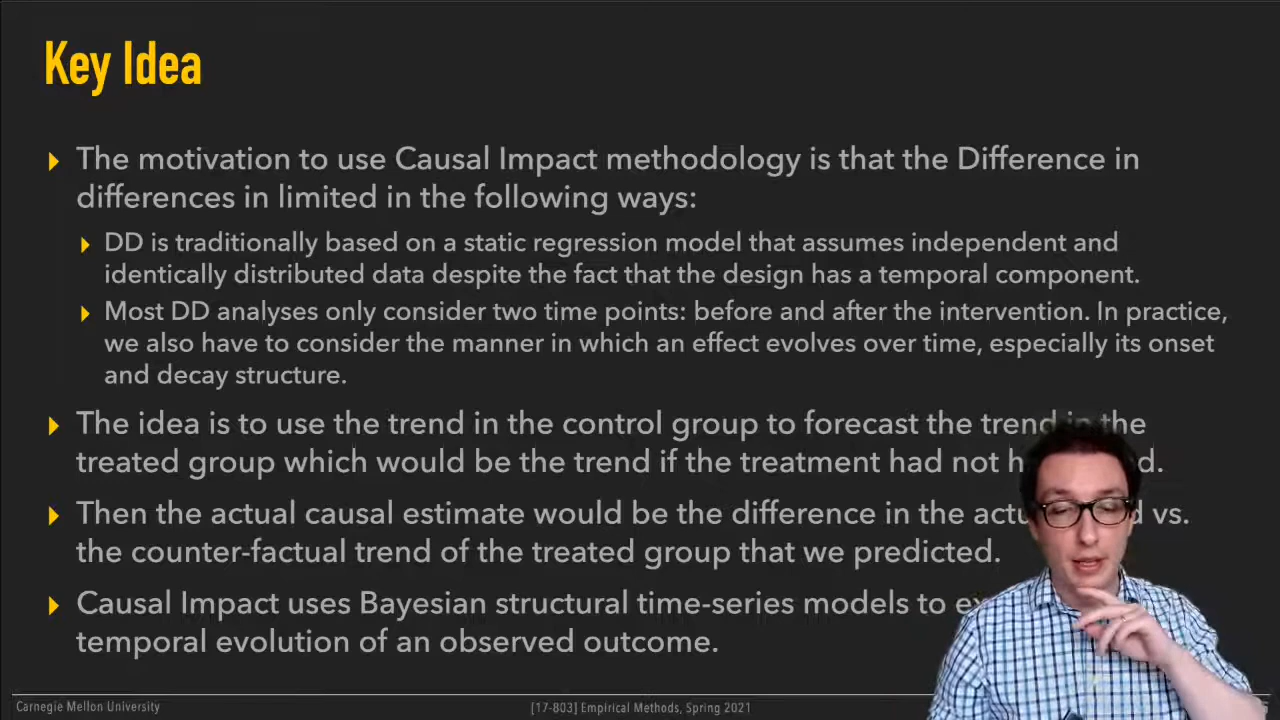 Key Idea
The motivation to use Causal Impact methodology is that the Difference in
differences in limited in the following ways:
DD is traditionally based on a static regression model that assumes independent and
identically distributed data despite the fact that the design has a temporal component.
Most DD analyses only consider two time points: before and after the intervention. In practice,
we also have to consider the manner in which an effect evolves over time, especially its onset
and decay structure.
The idea is to use the trend in the control group to forecast the trend in the
treated group which would be the trend if the treatment had not
Then the actual causal estimate would be the difference in the vs.
the counter-factual trend of the treated group that we predicted.
Causal Impact uses Bayesian structural time-series models to
temporal evolution of an observed outcome.
Carnegie Mellon University
[17-803] Empirical Methods, Spring 2021